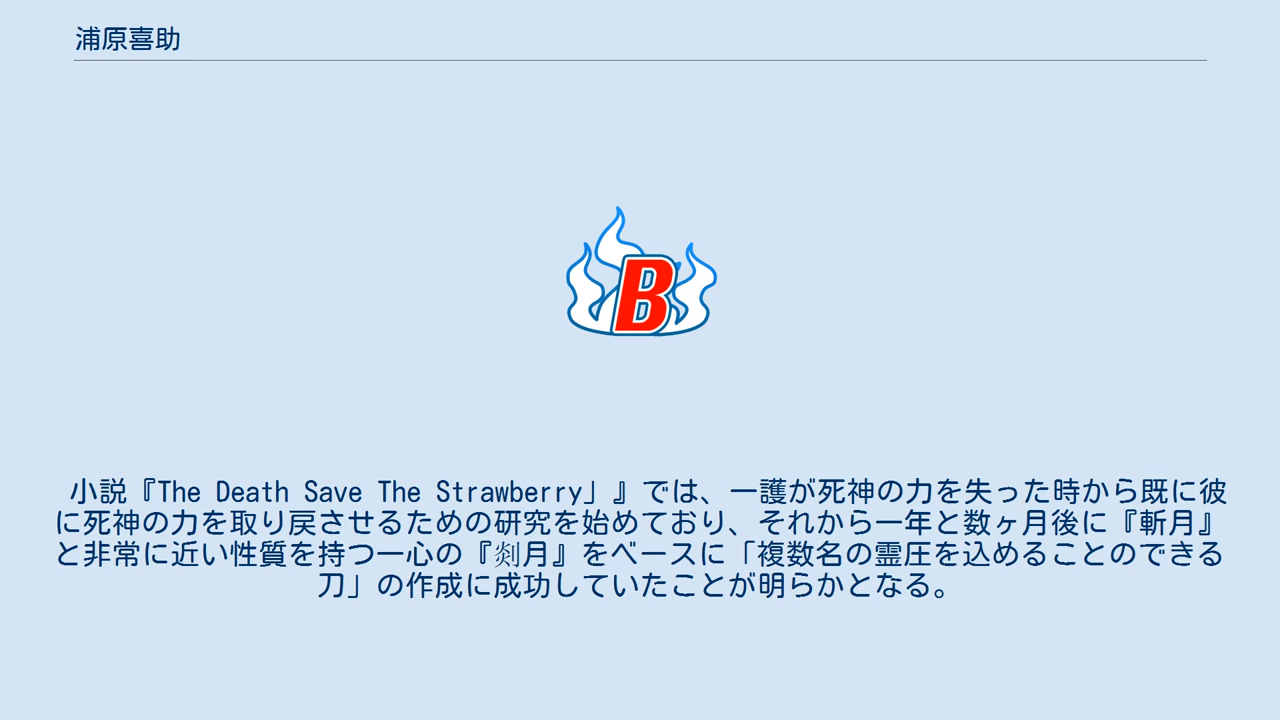 浦原喜助
B
小説『The Death Save The Strawberry」』では、一護が死神の力を失った時から既に彼
に死神の力を取り戻させるための研究を始めており、それから一年と数ヶ月後に『斬月』
と非常に近い性質を持つ一心の『剡月』をベースに「複数名の霊圧を込めることのできる
刀」の作成に成功していたことが明らかとなる。